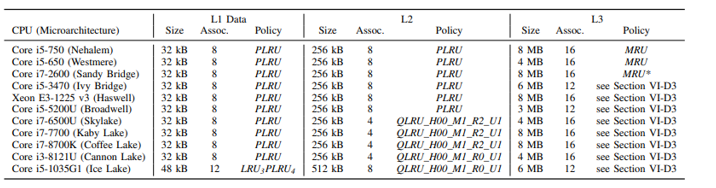 L1 Data L2 L3
CPU (Microarchitecture) Size Assoc. Policy Size Assoc. Policy Size Assoc. Policy
Core i5-750 (Nehalem) 32 kB 8 PLRU 256 kB 8 PLRU 8 MB 16 MRU
Core i5-650 (Westmere) 32 kB 8 PLRU 256 kB 8 PLRU 4 MB 16 MRU
Core i7-2600 (Sandy Bridge) 32 kB 8 PLRU 256 kB 8 PLRU 8 MB 16 MRU*
Core i5-3470 (Ivy Bridge) 32 kB 8 PLRU 256 kB 8 PLRU 6 MB 12 see Section VI-D3
Xeon E3-1225 v3 (Haswell) 32 kB 8 PLRU 256 kB 8 PLRU 8 MB 16 see Section VI-D3
Core i5-5200U (Broadwell) 32 kB 8 PLRU 256 kB 8 PLRU 3 MB 12 see Section VI-D3
Core i7-6500U (Skylake) 32 kB 8 PLRU 256 kB 4 QLRU_H00_M1_R2_U1 4 MB 16 see Section VI-D3
Core i7-7700 (Kaby Lake) 32 kB 8 PLRU 256 kB 4 QLRU_H00_M1_R2_U1 8 MB 16 see Section VI-D3
Core i7-8700K (Coffee Lake) 32 kB 8 PLRU 256 kB 4 QLRU_H00_M1_R2_U1 8 MB 16 see Section VI-D3
Core i3-8121U (Cannon Lake) 32 kB 8 PLRU 256 kB 4 QLRU_H00_M1_R0_U1 4 MB 16 see Section VI-D3
Core i5-1035G1 (Ice Lake) 48 kB 12 LRU₃PLRU₄ 512 kB 8 QLRU_H00_M1_R0_U1 6 MB 12 see Section VI-D3